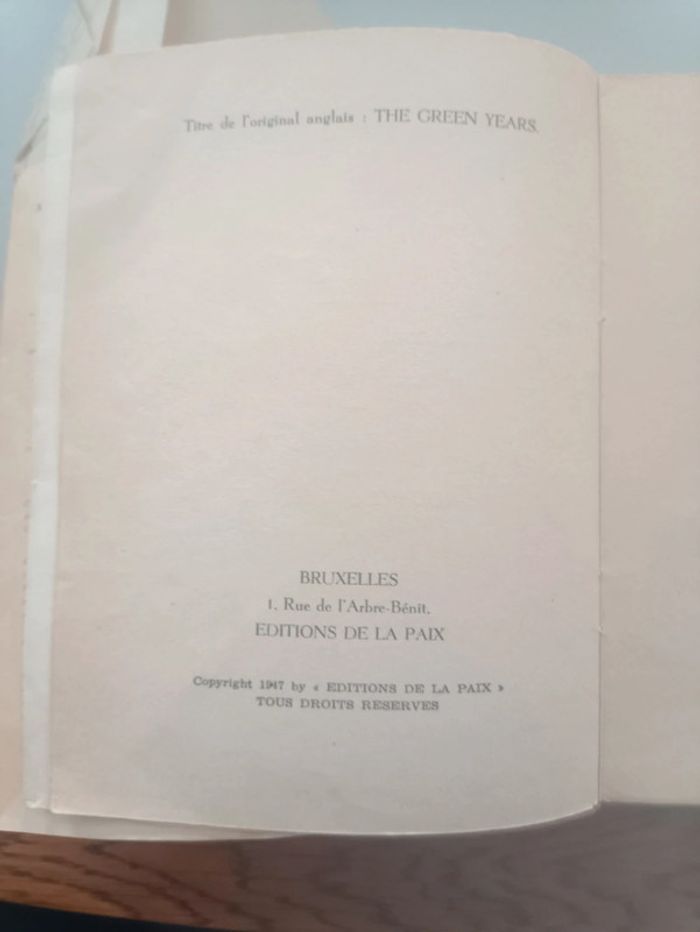 Titre de l'original anglais : THE GREEN YEARS.
BRUXELLES
1, Rue de l'Arbre-Bénit,
EDITIONS DE LA PAIX
Copyright 1947 by « EDITIONS DE LA PAIX »
TOUS DROITS RESERVES